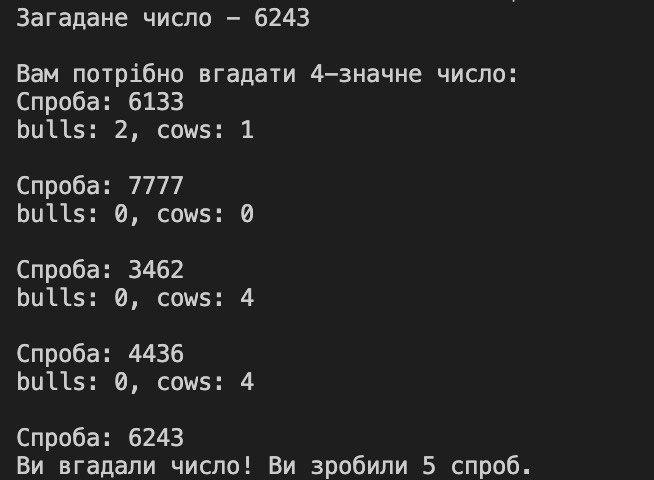 Загадане число - 6243
Вам потрібно вгадати 4-значне число:
Спроба: 6133
bulls: 2, cows: 1
Спроба: 7777
bulls: 0, cows: 0
Спроба: 3462
bulls: 0, cows: 4
Спроба: 4436
bulls: 0, cows: 4
Спроба: 6243
Ви вгадали число! Ви зробили 5 спроб.